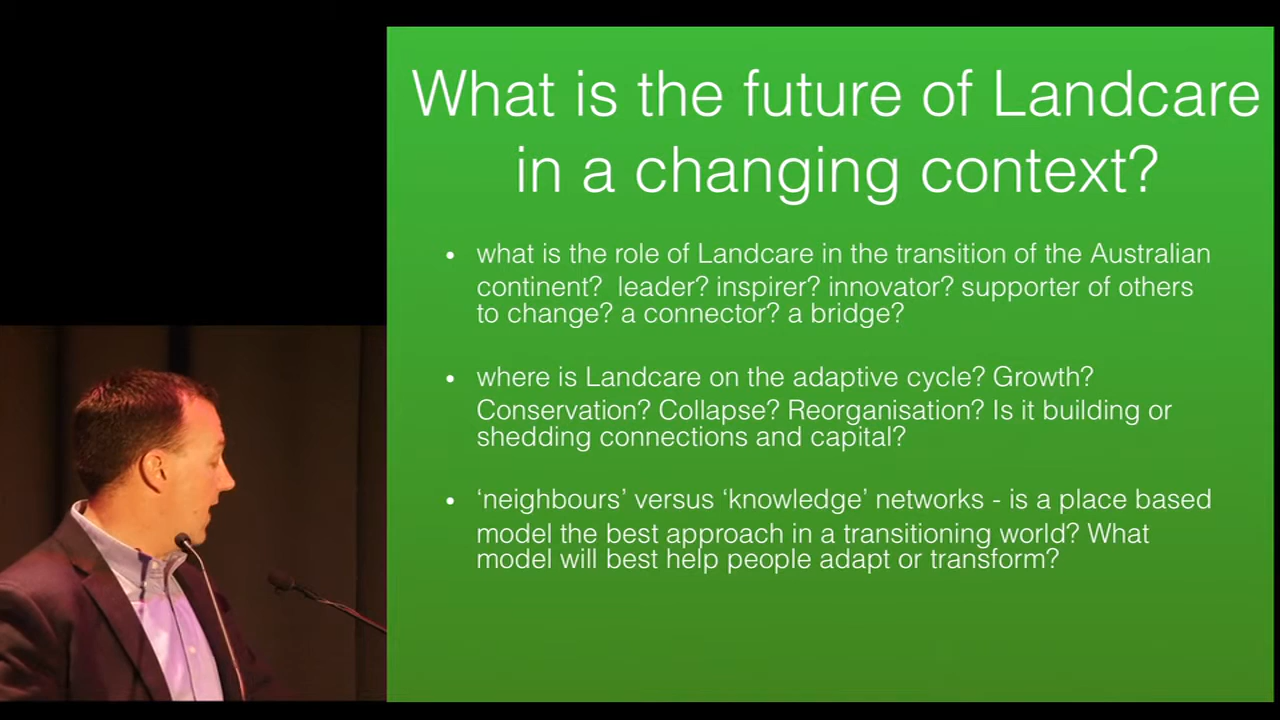 What is the future of Landcare
in a changing context?
• what is the role of Landcare in the transition of the Australian
continent?  leader? inspirer? innovator? supporter of others
to change? a connector? a bridge?
• where is Landcare on the adaptive cycle? Growth?
Conservation? Collapse? Reorganisation? Is it building or
shedding connections and capital?
• ‘neighbours’ versus ‘knowledge’ networks - is a place based
model the best approach in a transitioning world? What
model will best help people adapt or transform?